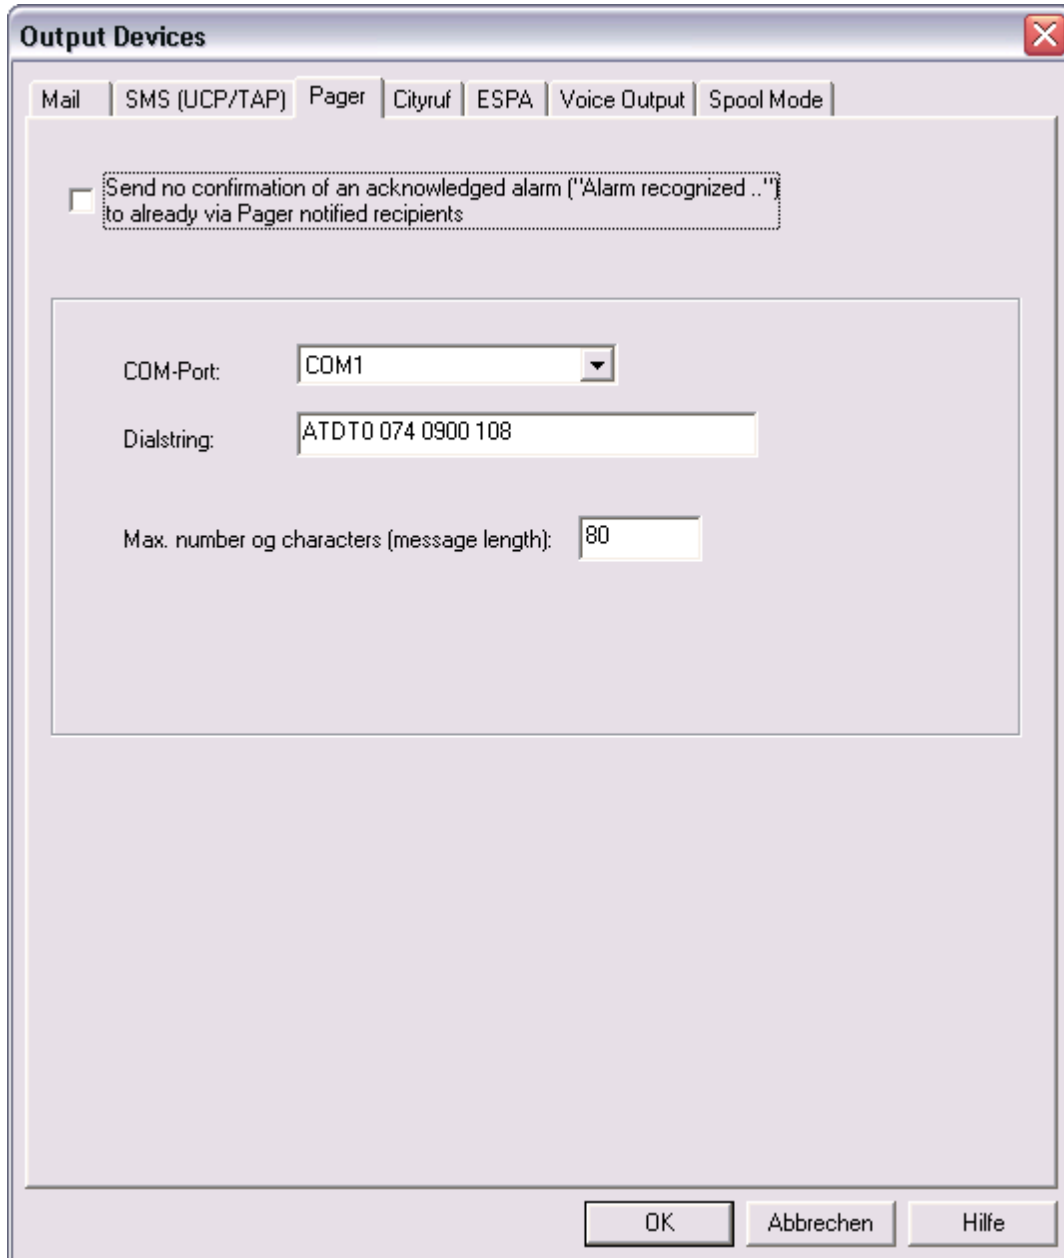 Output Devices
Mail SMS (UCP/TAP) Pager Cityruf ESPA Voice Output Spool Mode
Send no confirmation of an acknowledged alarm ("Alarm recognized ..")
to already via Pager notified recipients
COM-Port: COM1
Dialstring: ATDT0 074 0900 108
Max. number og characters (message length): 80
OK Abbrechen Hilfe